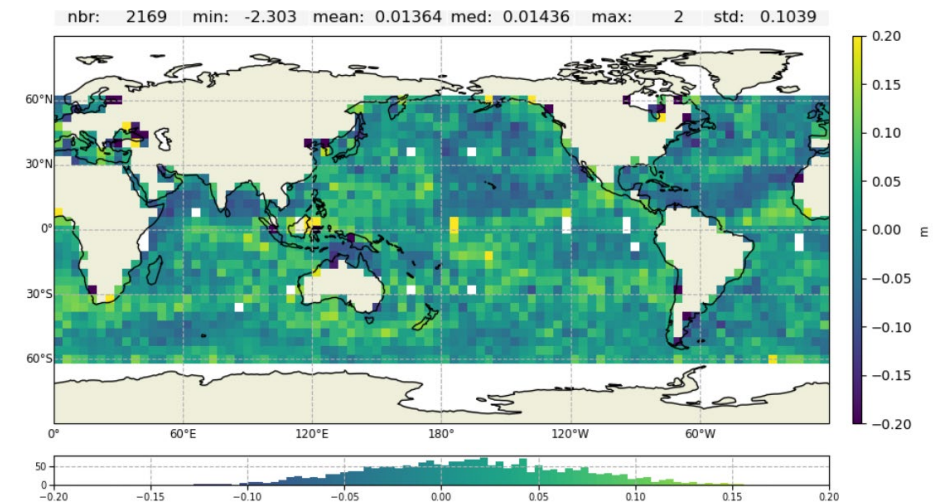 nbr: 2169 min: -2.303 mean: 0.01364 med: 0.01436 max: 2 std: 0.1039
0.20
0.15
0.10
0.05
0.00
−0.05
−0.10
−0.15
−0.20
m
60°N
30°N
0°
30°S
60°S
0° 60°E 120°E 180° 120°W 60°W
50
0
−0.20 −0.15 −0.10 −0.05 0.00 0.05 0.10 0.15 0.20